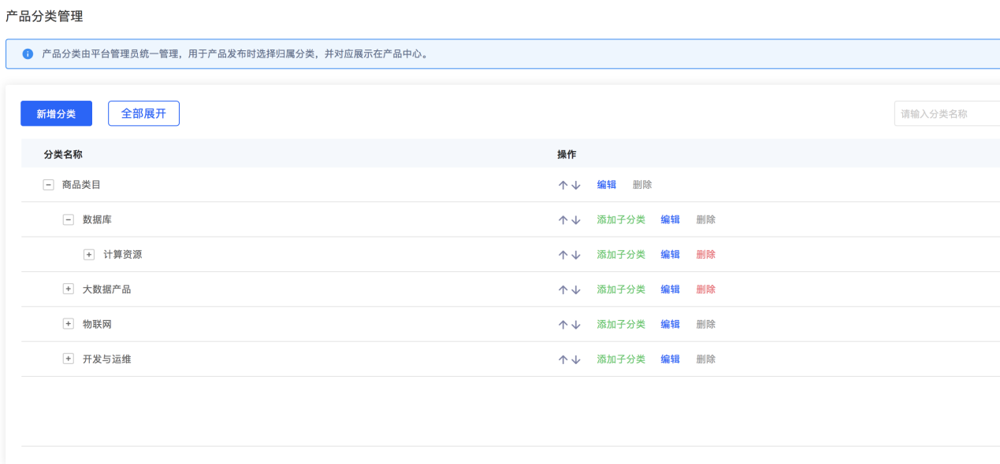 产品分类管理
产品分类由平台管理员统一管理，用于产品发布时选择归属分类，并对应展示在产品中心。
新增分类 全部展开 请输入分类名称
分类名称 操作
商品类目 编辑 删除
数据库 添加子分类 编辑 删除
计算资源 添加子分类 编辑 删除
大数据产品 添加子分类 编辑 删除
物联网 添加子分类 编辑 删除
开发与运维 添加子分类 编辑 删除